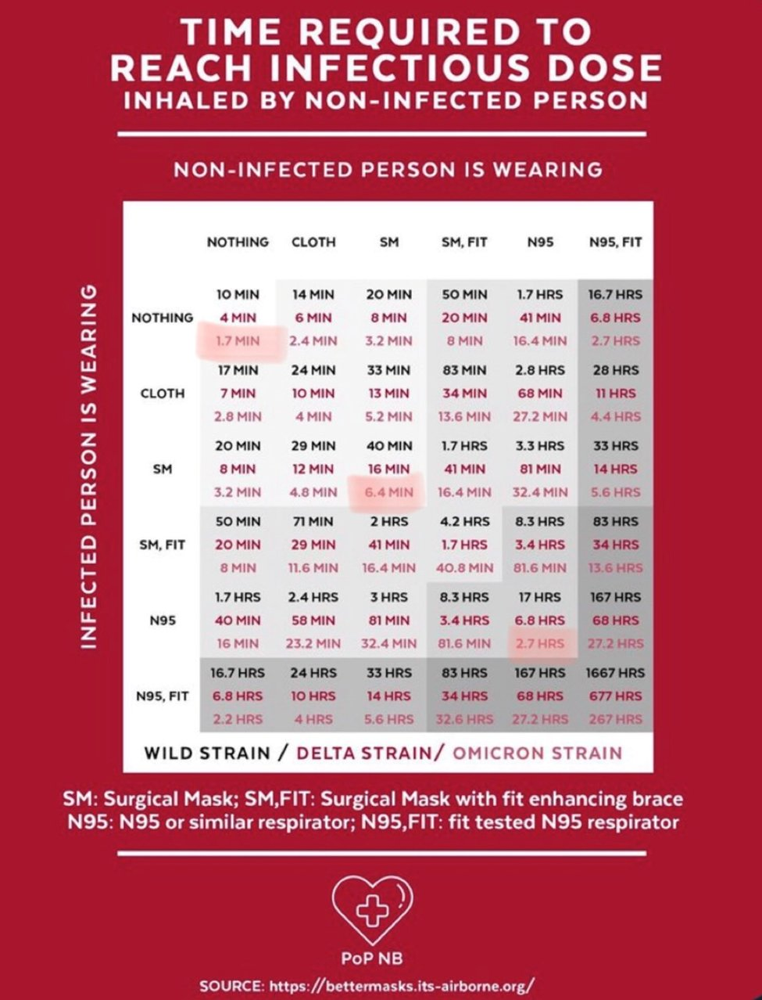 TIME REQUIRED TO
REACH INFECTIOUS DOSE
INHALED BY NON-INFECTED PERSON
NON-INFECTED PERSON IS WEARING
INFECTED PERSON IS WEARING
NOTHING CLOTH SM SM, FIT N95 N95, FIT
10 MIN 14 MIN 20 MIN 50 MIN 1.7 HRS 16.7 HRS
NOTHING 4 MIN 6 MIN 8 MIN 20 MIN 41 MIN 6.8 HRS
1.7 MIN 2.4 MIN 3.2 MIN 8 MIN 16.4 MIN 2.7 HRS
17 MIN 24 MIN 33 MIN 83 MIN 2.8 HRS 28 HRS
CLOTH 7 MIN 10 MIN 13 MIN 34 MIN 68 MIN 11 HRS
2.8 MIN 4 MIN 5.2 MIN 13.6 MIN 27.2 MIN 4.4 HRS
20 MIN 29 MIN 40 MIN 1.7 HRS 3.3 HRS 33 HRS
SM 8 MIN 12 MIN 16 MIN 41 MIN 81 MIN 14 HRS
3.2 MIN 4.8 MIN 6.4 MIN 16.4 MIN 32.4 MIN 5.6 HRS
50 MIN 71 MIN 2 HRS 4.2 HRS 8.3 HRS 83 HRS
SM, FIT 20 MIN 29 MIN 41 MIN 1.7 HRS 3.4 HRS 34 HRS
8 MIN 11.6 MIN 16.4 MIN 40.8 MIN 81.6 MIN 13.6 HRS
1.7 HRS 2.4 HRS 3 HRS 8.3 HRS 17 HRS 167 HRS
N95 40 MIN 58 MIN 81 MIN 3.4 HRS 6.8 HRS 68 HRS
16 MIN 23.2 MIN 32.4 MIN 81.6 MIN 2.7 HRS 27.2 HRS
16.7 HRS 24 HRS 33 HRS 83 HRS 167 HRS 1667 HRS
N95, FIT 6.8 HRS 10 HRS 14 HRS 34 HRS 68 HRS 677 HRS
2.2 HRS 4 HRS 5.6 HRS 32.6 HRS 27.2 HRS 267 HRS
WILD STRAIN / DELTA STRAIN/ OMICRON STRAIN
SM: Surgical Mask; SM,FIT: Surgical Mask with fit enhancing brace
N95: N95 or similar respirator; N95,FIT: fit tested N95 respirator
PoP NB
SOURCE: https://bettermasks.its-airborne.org/